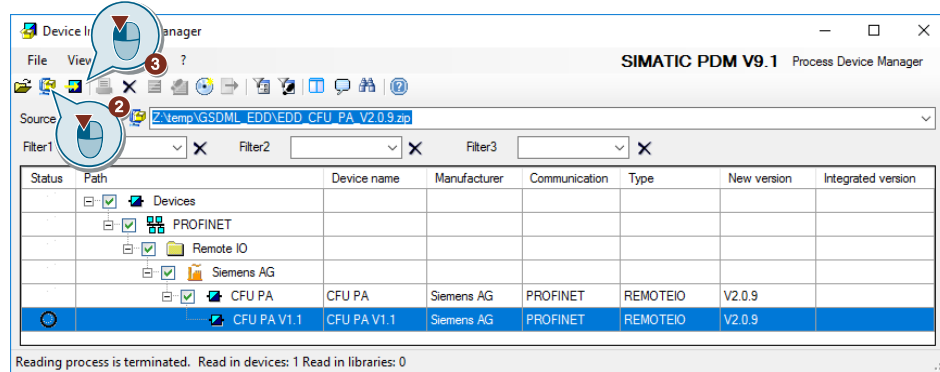 Device In anager
File View ? SIMATIC PDM V9.1 Process Device Manager
3
2
Source Z:\temp\GSDML_EDD\EDD_CFU_PA_V2.0.9.zip
Filter1 Filter2 Filter3
Status Path Device name Manufacturer Communication Type New version Integrated version
Devices
PROFINET
Remote IO
Siemens AG
CFU PA CFU PA Siemens AG PROFINET REMOTEIO V2.0.9
CFU PA V1.1 CFU PA V1.1 Siemens AG PROFINET REMOTEIO V2.0.9
Reading process is terminated. Read in devices: 1 Read in libraries: 0